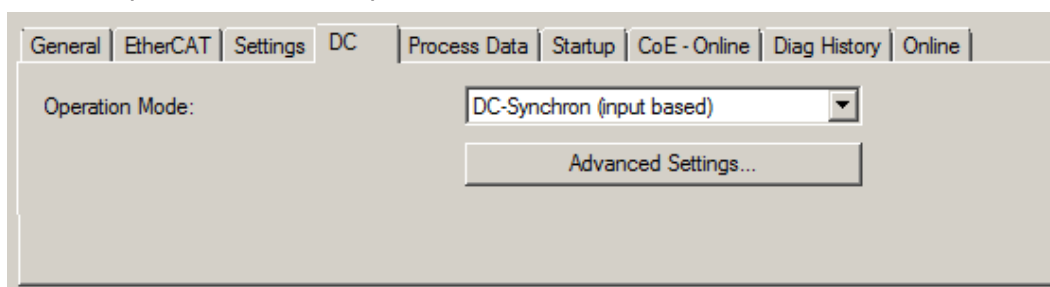 General EtherCAT Settings DC Process Data Startup CoE - Online Diag History Online
Operation Mode: DC-Synchron (input based)
Advanced Settings...